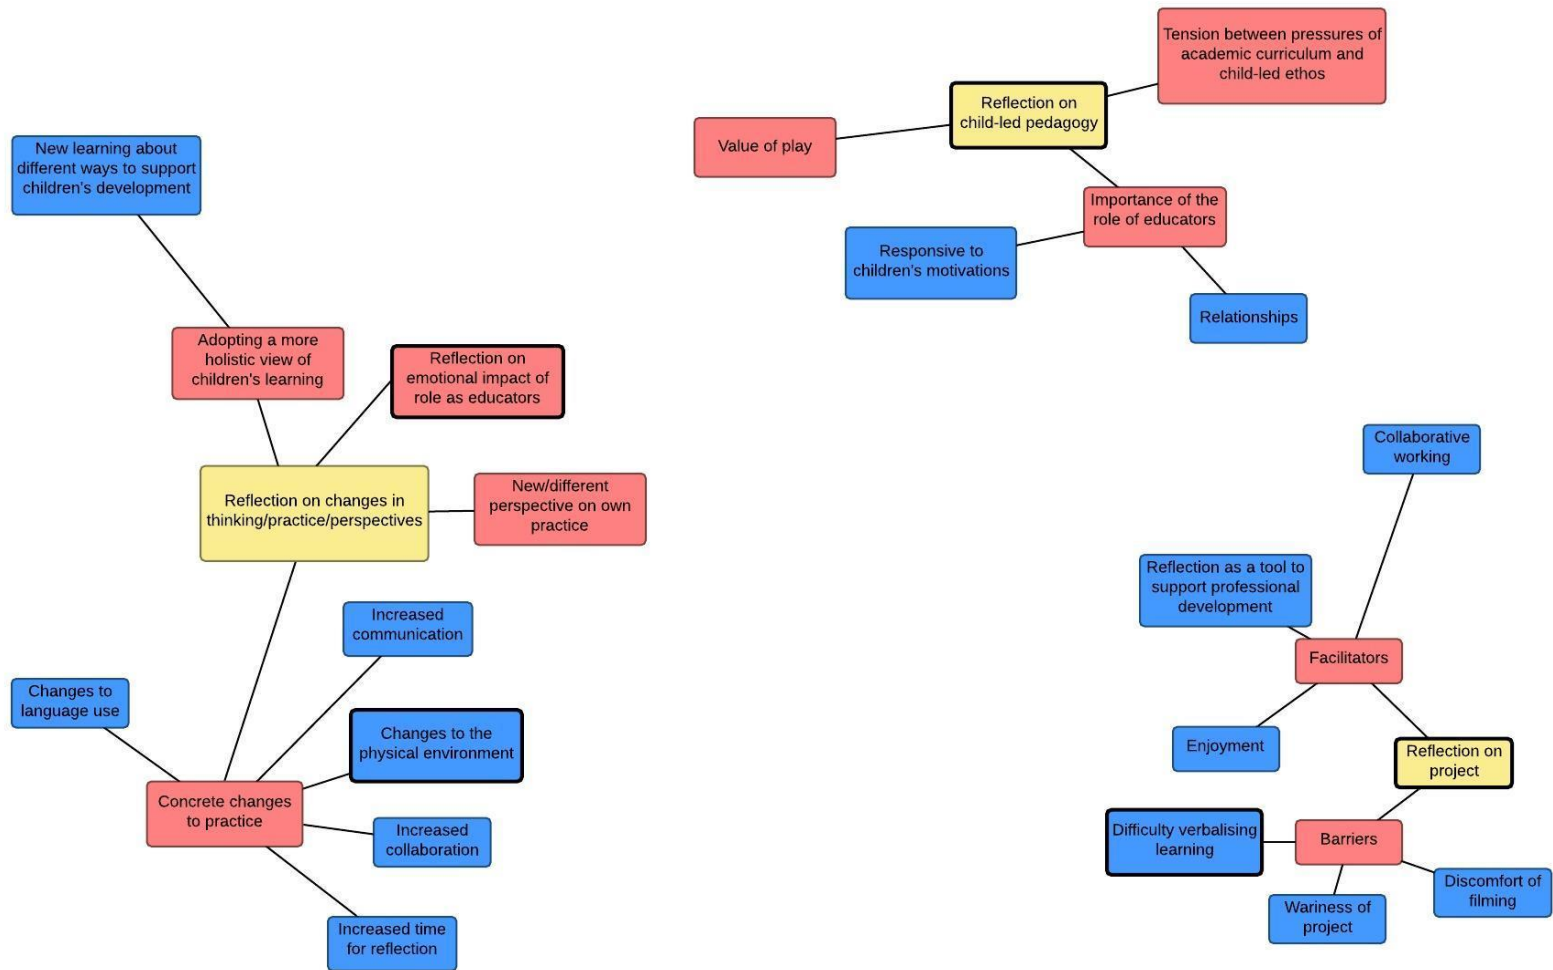 Tension between pressures of
academic curriculum and
child-led ethos
Reflection on
child-led pedagogy
Value of play
Importance of the
role of educators
Responsive to
children's motivations
Relationships
New learning about
different ways to support
children's development
Adopting a more
holistic view of
children's learning
Reflection on
emotional impact of
role as educators
Reflection on changes in
thinking/practice/perspectives
New/different
perspective on own
practice
Increased
communication
Changes to
language use
Changes to the
physical environment
Concrete changes
to practice
Increased
collaboration
Increased time
for reflection
Collaborative
working
Reflection as a tool to
support professional
development
Facilitators
Enjoyment
Reflection on
project
Difficulty verbalising
learning
Barriers
Discomfort of
filming
Wariness of
project